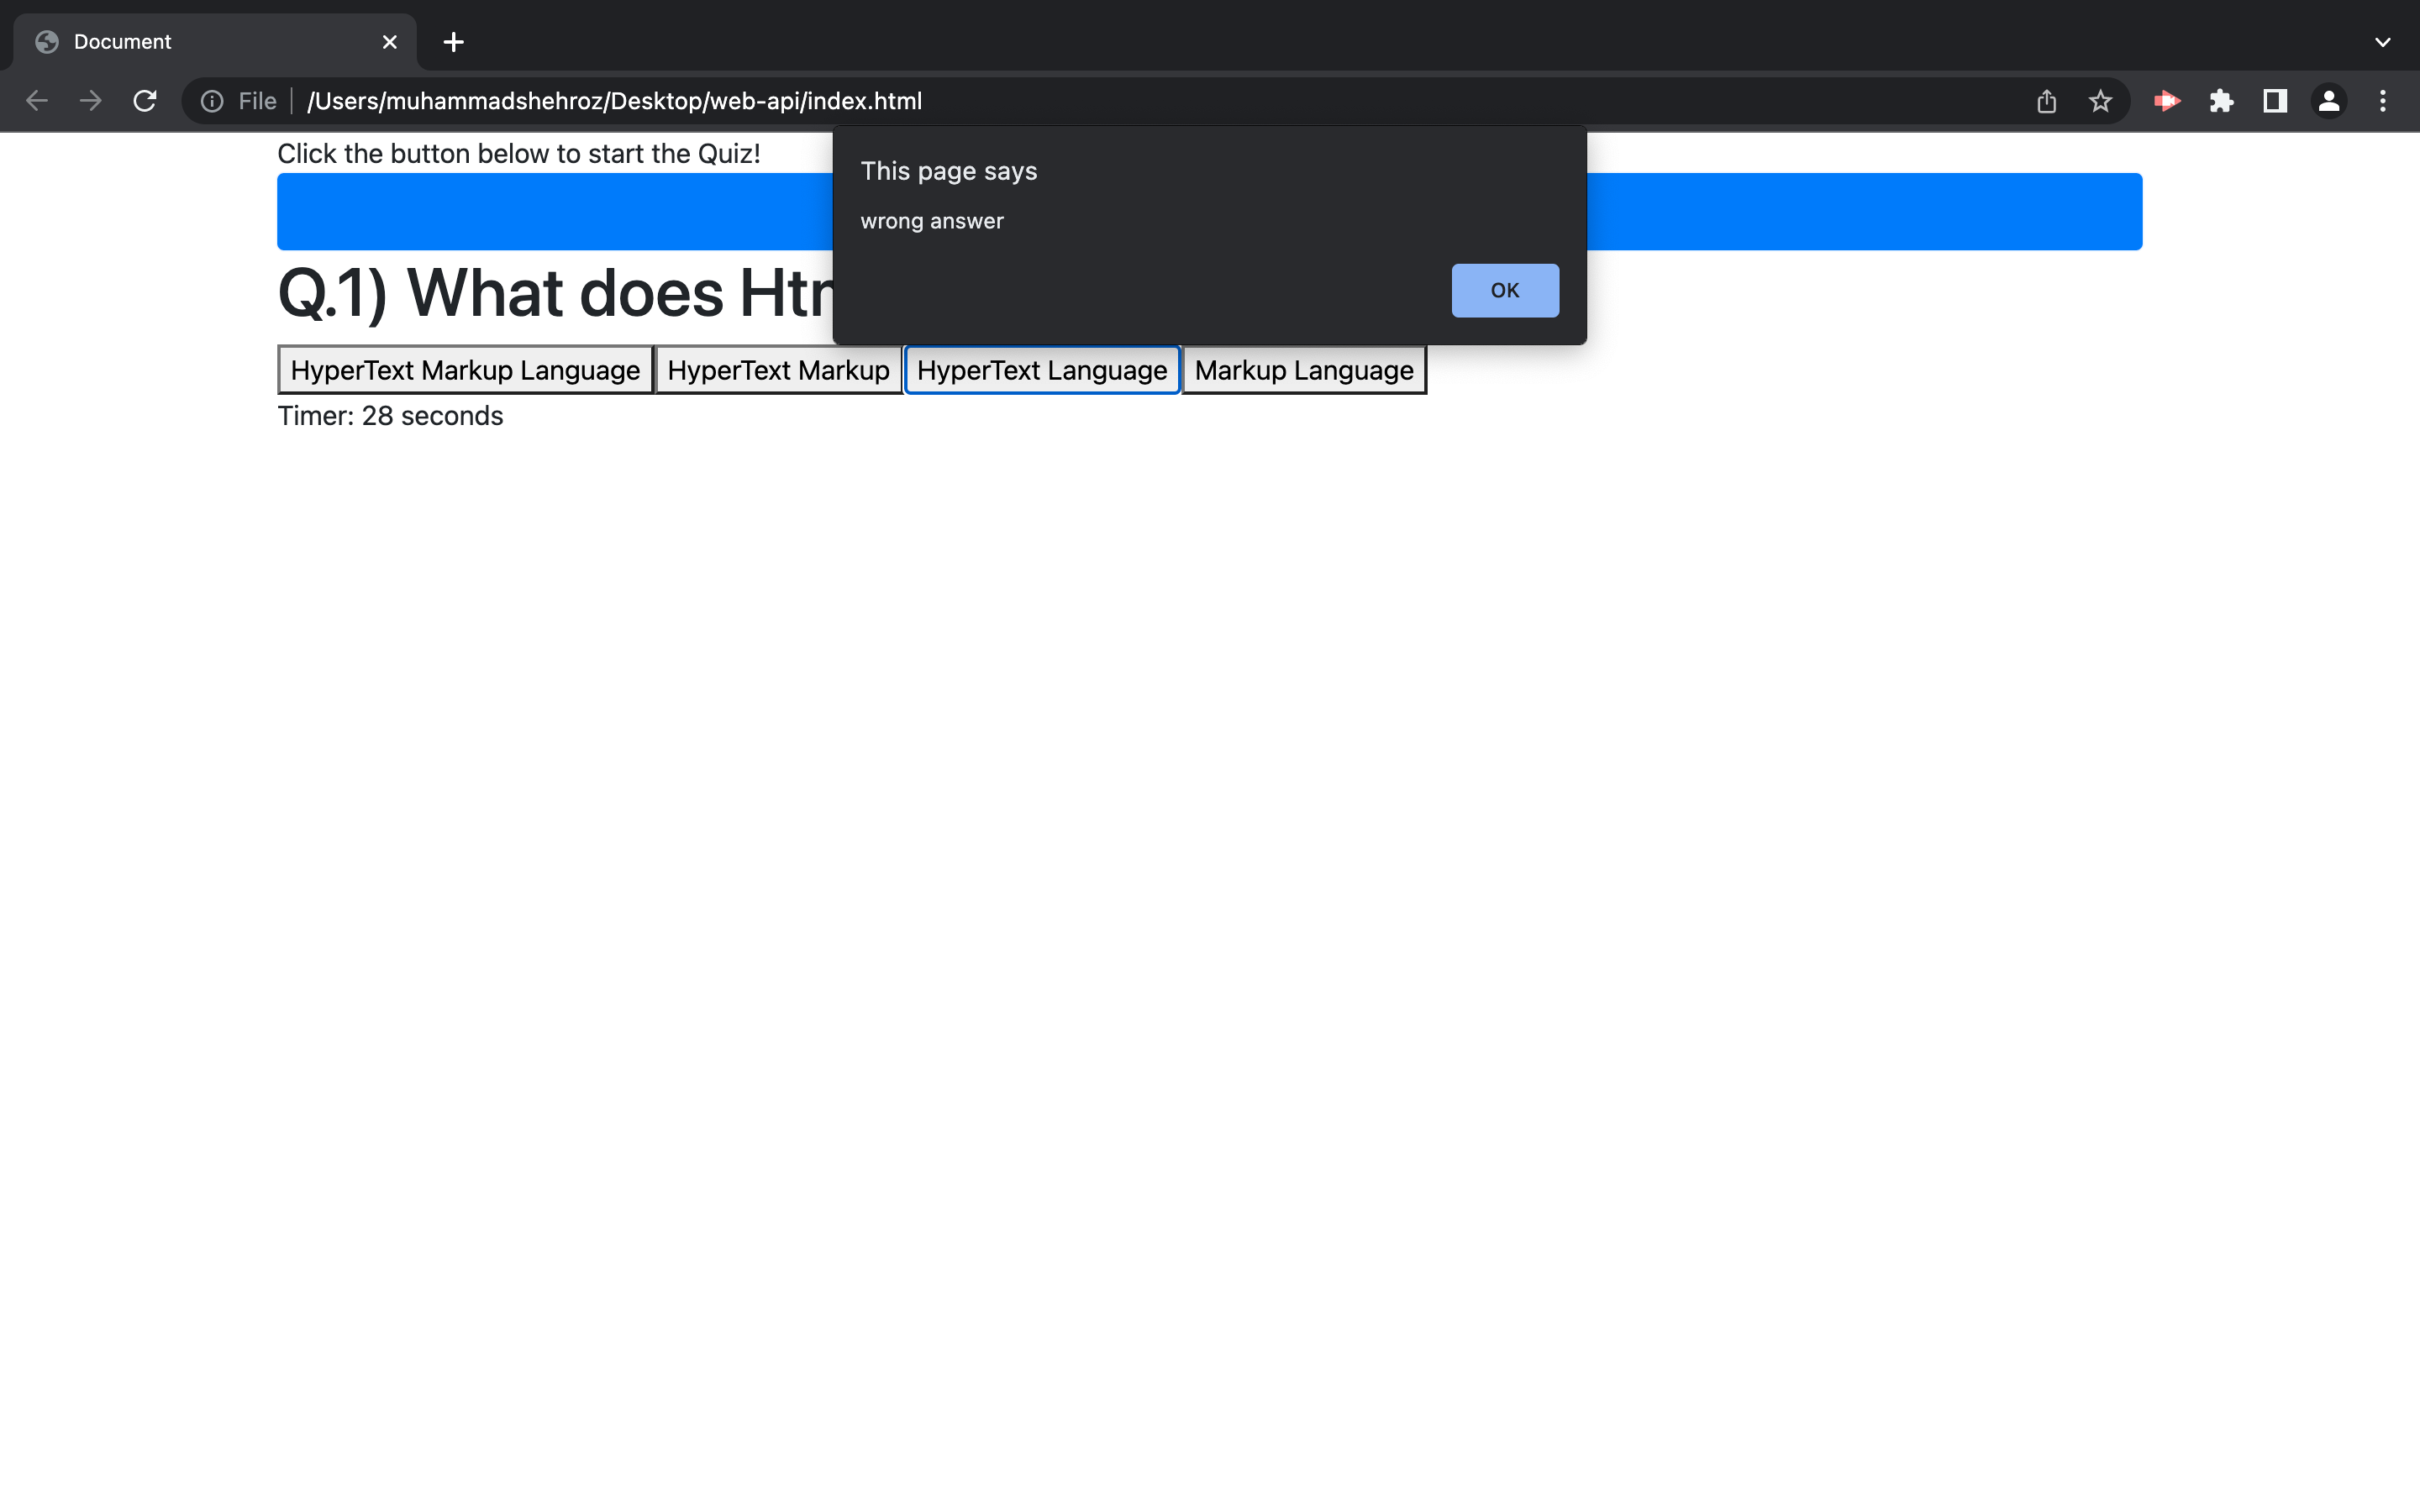 Document
File /Users/muhammadshehroz/Desktop/web-api/index.html
Click the button below to start the Quiz!
This page says
wrong answer
OK
Q.1) What does
HyperText Markup Language HyperText Markup HyperText Language Markup Language
Timer: 28 seconds